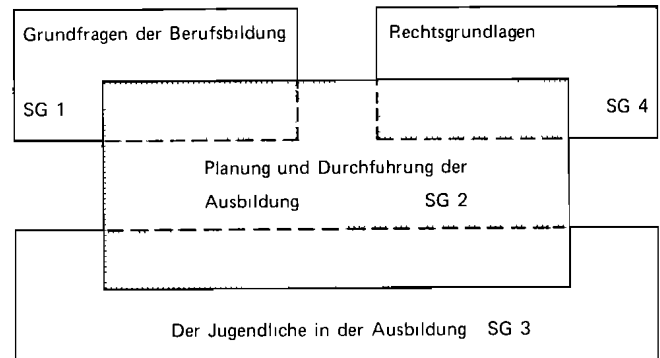 Grundfragen der Berufsbildung
Rechtsgrundlagen
SG 1
SG 4
Planung und Durchfuhrung der
Ausbildung SG 2
Der Jugendliche in der Ausbildung SG 3